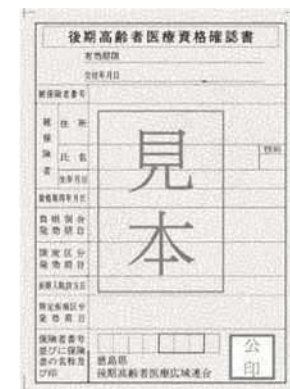 後期高齢者医療資格確認書
有効期限
交付年月日
被保険者番号
被保険者
住所
氏名
性別
生年月日
資格取得年月日
負担割合
発効期日
限度区分
発効期日
長期入院該当日
特定疾病区分
発効期日
保険者番号
並びに保険
者の名称及
び印
徳島県
後期高齢者医療広域連合
公印
見本